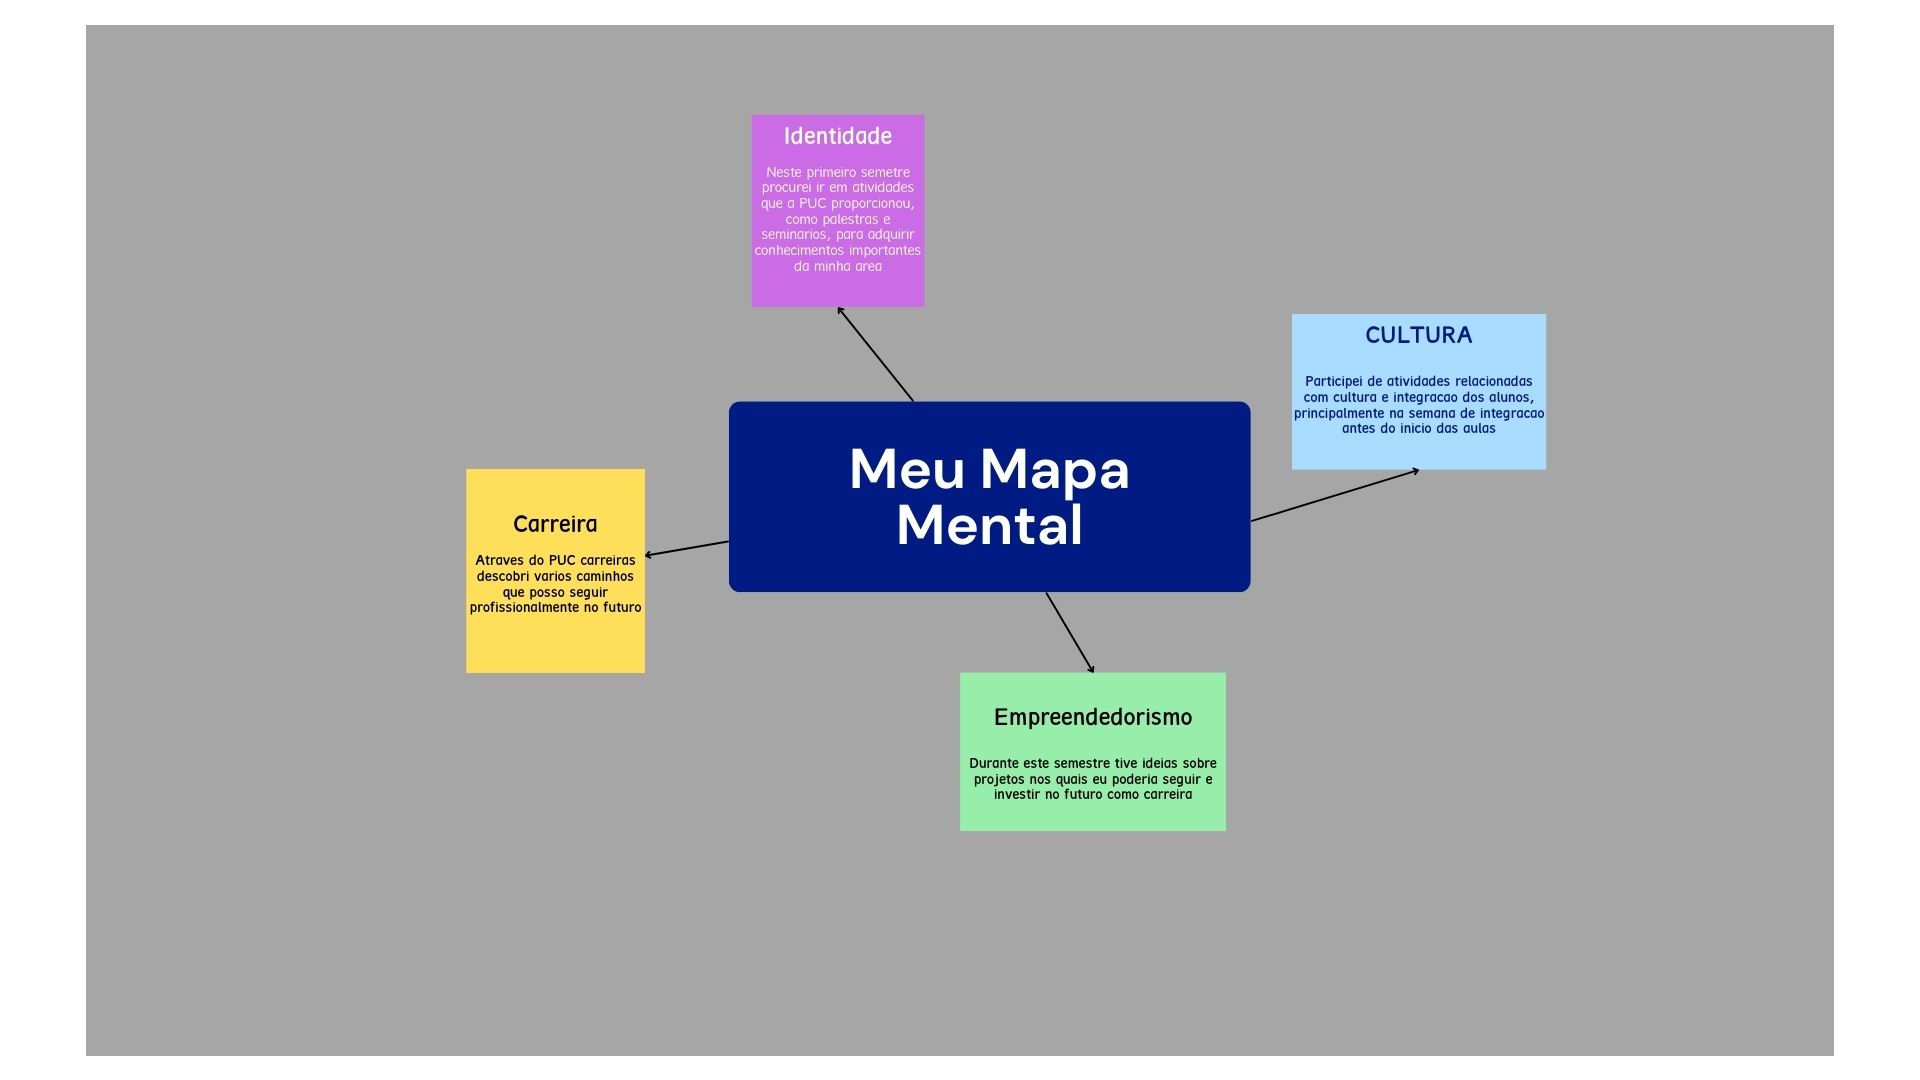 Identidade
Neste primeiro semetre
procurei ir em atividades
que a PUC proporcionou,
como palestras e
seminarios, para adquirir
conhecimentos importantes
da minha area
CULTURA
Participei de atividades relacionadas
com cultura e integracao dos alunos,
principalmente na semana de integracao
antes do inicio das aulas
Meu Mapa
Mental
Carreira
Atraves do PUC carreiras
descobri varios caminhos
que posso seguir
profissionalmente no futuro
Empreendedorismo
Durante este semestre tive ideias sobre
projetos nos quais eu poderia seguir e
investir no futuro como carreira